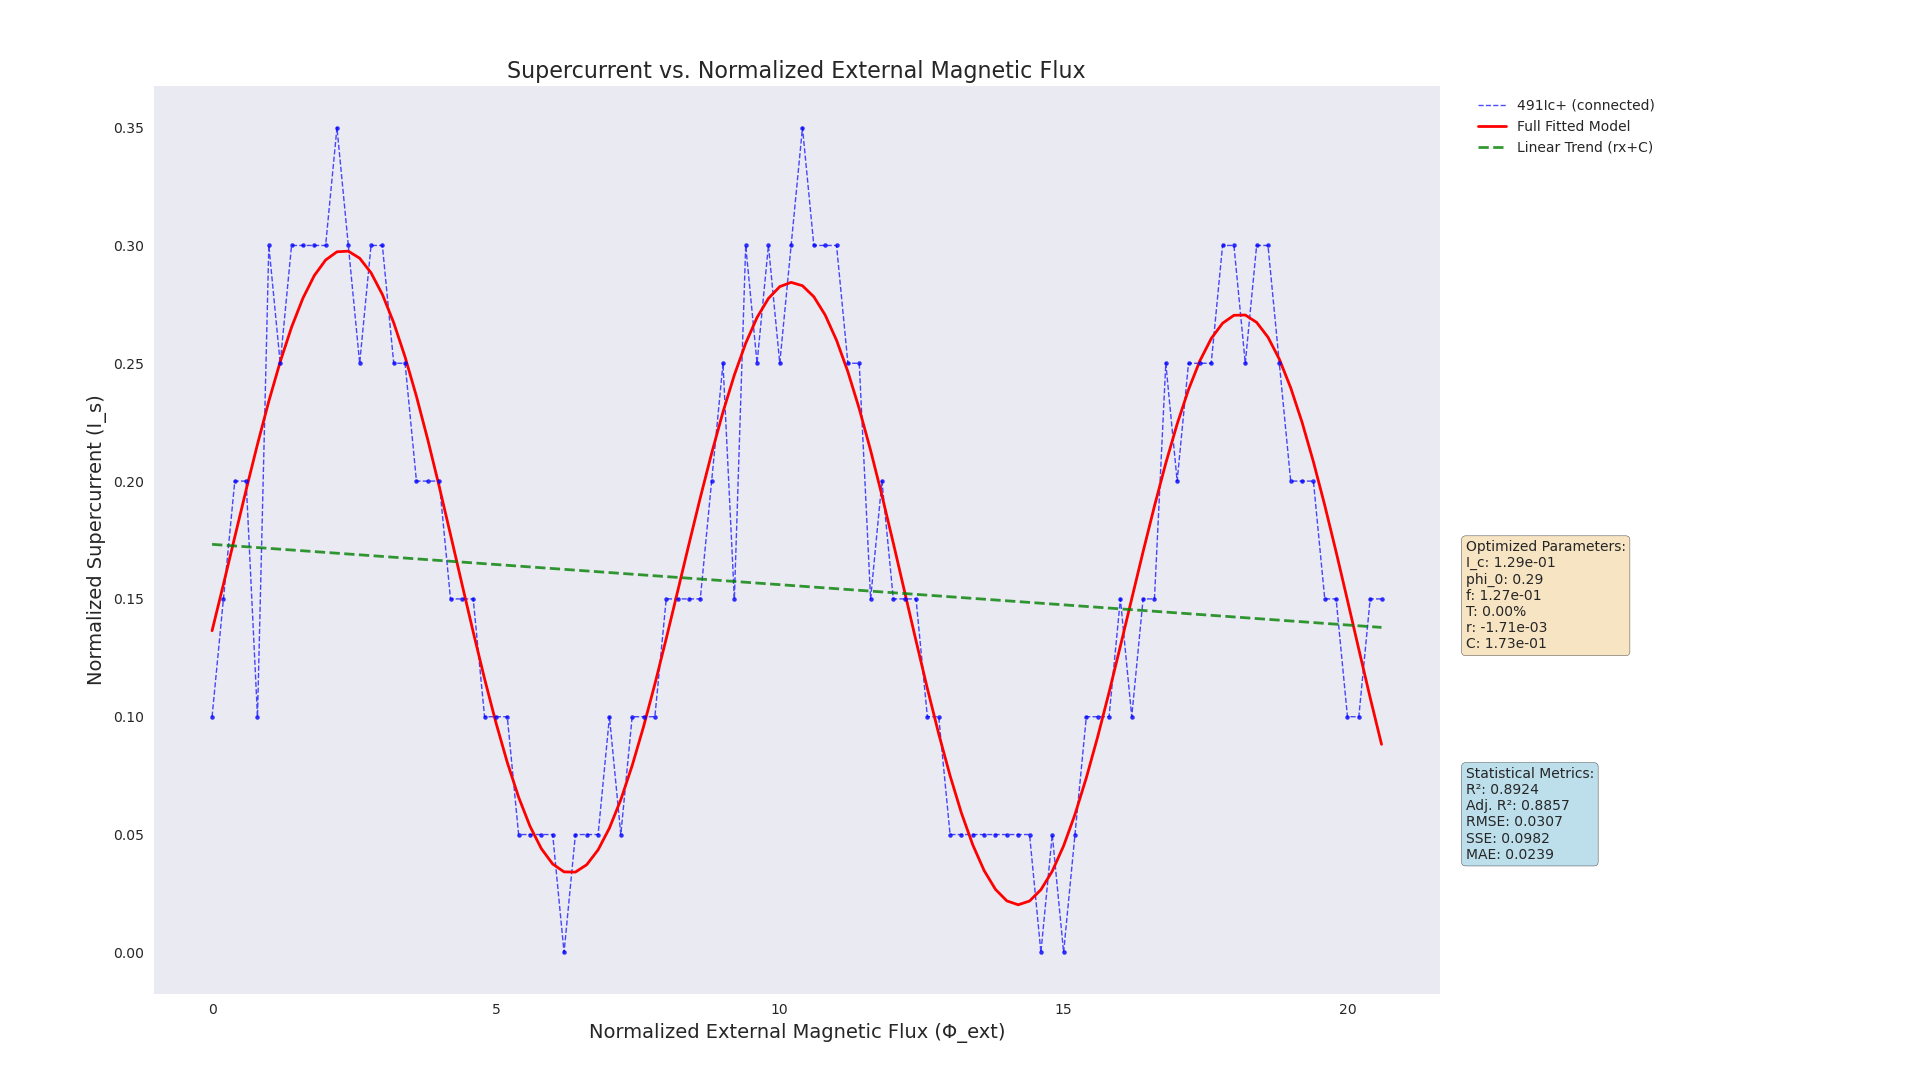 Supercurrent vs. Normalized External Magnetic Flux
Normalized Supercurrent (I_s)
0.35
0.30
0.25
0.20
0.15
0.10
0.05
0.00
0
5
10
15
20
Normalized External Magnetic Flux (Φ_ext)
491Ic+ (connected)
Full Fitted Model
Linear Trend (rx+C)
Optimized Parameters:
I_c: 1.29e-01
phi_0: 0.29
f: 1.27e-01
T: 0.00%
r: -1.71e-03
C: 1.73e-01
Statistical Metrics:
R²: 0.8924
Adj. R²: 0.8857
RMSE: 0.0307
SSE: 0.0982
MAE: 0.0239